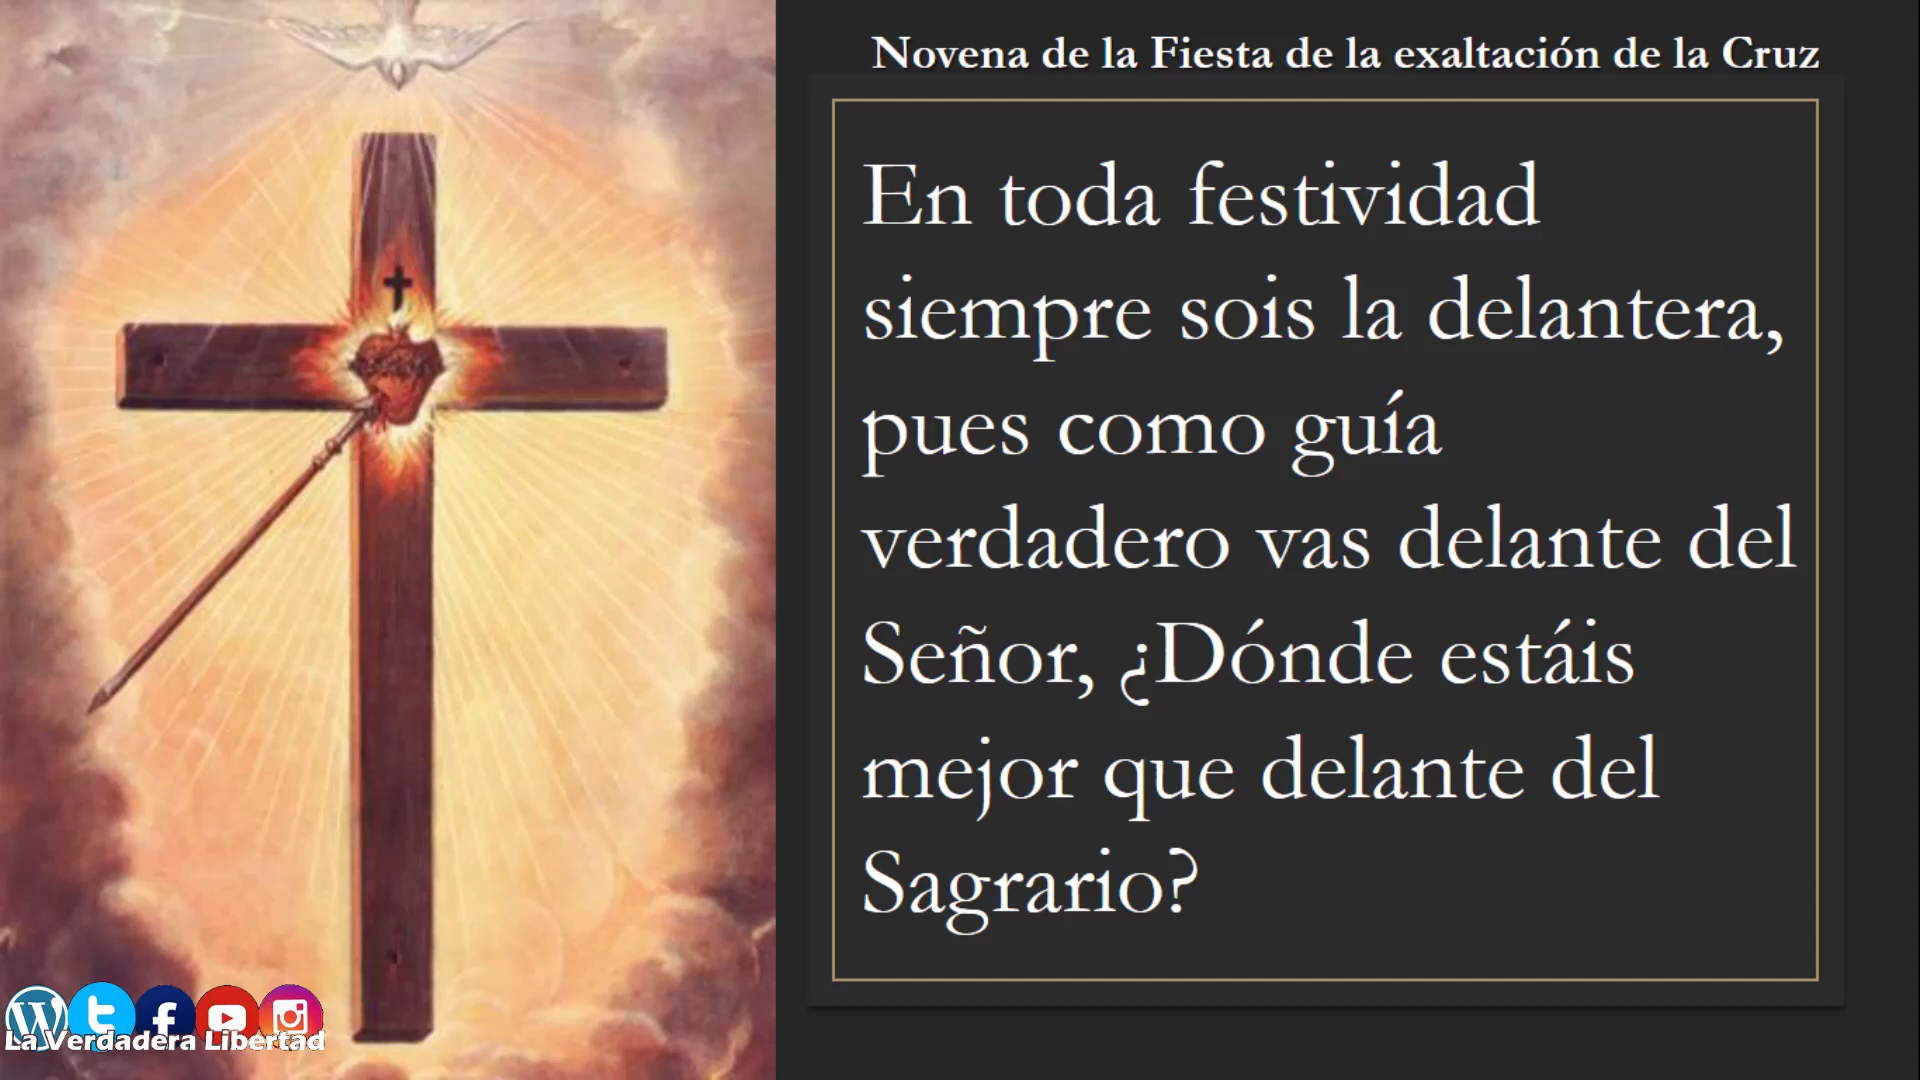 Novena de la Fiesta de la exaltación de la Cruz
En toda festividad
siempre sois la delantera,
pues como guía
verdadero vas delante del
Señor, ¿Dónde estáis
mejor que delante del
Sagrario?
La Verdadera Libertad